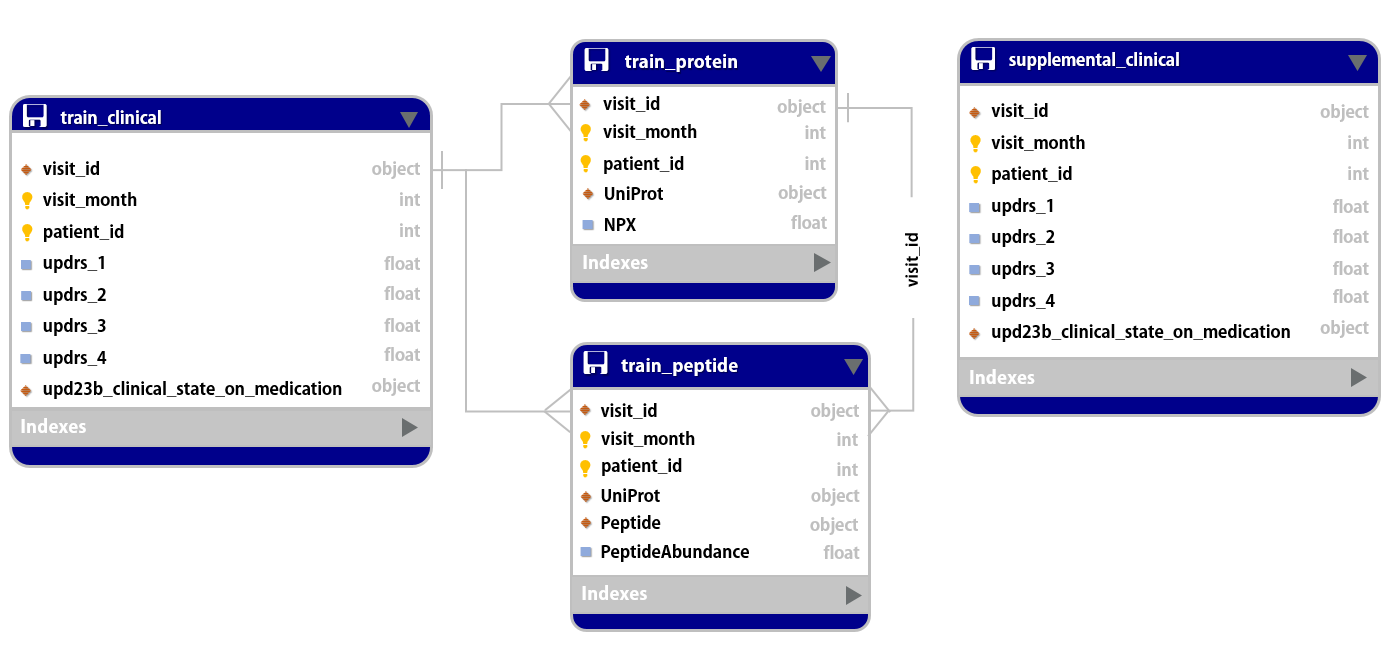 train_clinical
visit_id object
visit_month int
patient_id int
updrs_1 float
updrs_2 float
updrs_3 float
updrs_4 float
upd23b_clinical_state_on_medication object
Indexes
train_protein
visit_id object
visit_month int
patient_id int
UniProt object
NPX float
Indexes
visit_id
train_peptide
visit_id object
visit_month int
patient_id int
UniProt object
Peptide object
PeptideAbundance float
Indexes
supplemental_clinical
visit_id object
visit_month int
patient_id int
updrs_1 float
updrs_2 float
updrs_3 float
updrs_4 float
upd23b_clinical_state_on_medication object
Indexes